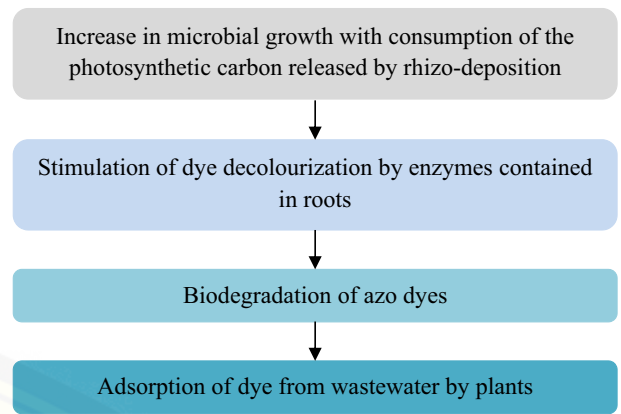 Increase in microbial growth with consumption of the
photosynthetic carbon released by rhizo-deposition
Stimulation of dye decolourization by enzymes contained
in roots
Biodegradation of azo dyes
Adsorption of dye from wastewater by plants